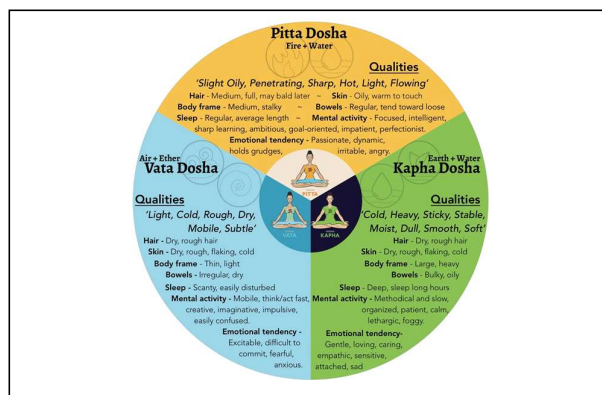 Pitta Dosha
Fire + Water
Qualities
'Slight Oily, Penetrating, Sharp, Hot, Light, Flowing'
Hair - Medium, full, may bald later ~ Skin - Oily, warm to touch
Body frame - Medium, stalky ~ Bowels - Regular, tend toward loose
Sleep - Regular, average length ~ Mental activity - Focused, intelligent,
sharp learning, ambitious, goal-oriented, impatient, perfectionist.
Emotional tendency - Passionate, dynamic,
holds grudges, irritable, angry.
PITTA
Air + Ether
Vata Dosha
Qualities
'Light, Cold, Rough, Dry,
Mobile, Subtle'
Hair - Dry, rough hair
Skin - Dry, rough, flaking, cold
Body frame - Thin, light
Bowels - Irregular, dry
Sleep - Scanty, easily disturbed
Mental activity - Mobile, think/act fast,
creative, imaginative, impulsive,
easily confused.
Emotional tendency -
Excitable, difficult to
commit, fearful,
anxious.
VATA
Earth + Water
Kapha Dosha
Qualities
'Cold, Heavy, Sticky, Stable,
Moist, Dull, Smooth, Soft'
Hair - Dry, rough hair
Skin - Dry, rough, flaking, cold
Body frame - Large, heavy
Bowels - Bulky, oily
Sleep - Deep, sleep long hours
Mental activity - Methodical and slow,
organized, patient, calm,
lethargic, foggy.
Emotional tendency-
Gentle, loving, caring,
empathic, sensitive,
attached, sad
KAPHA